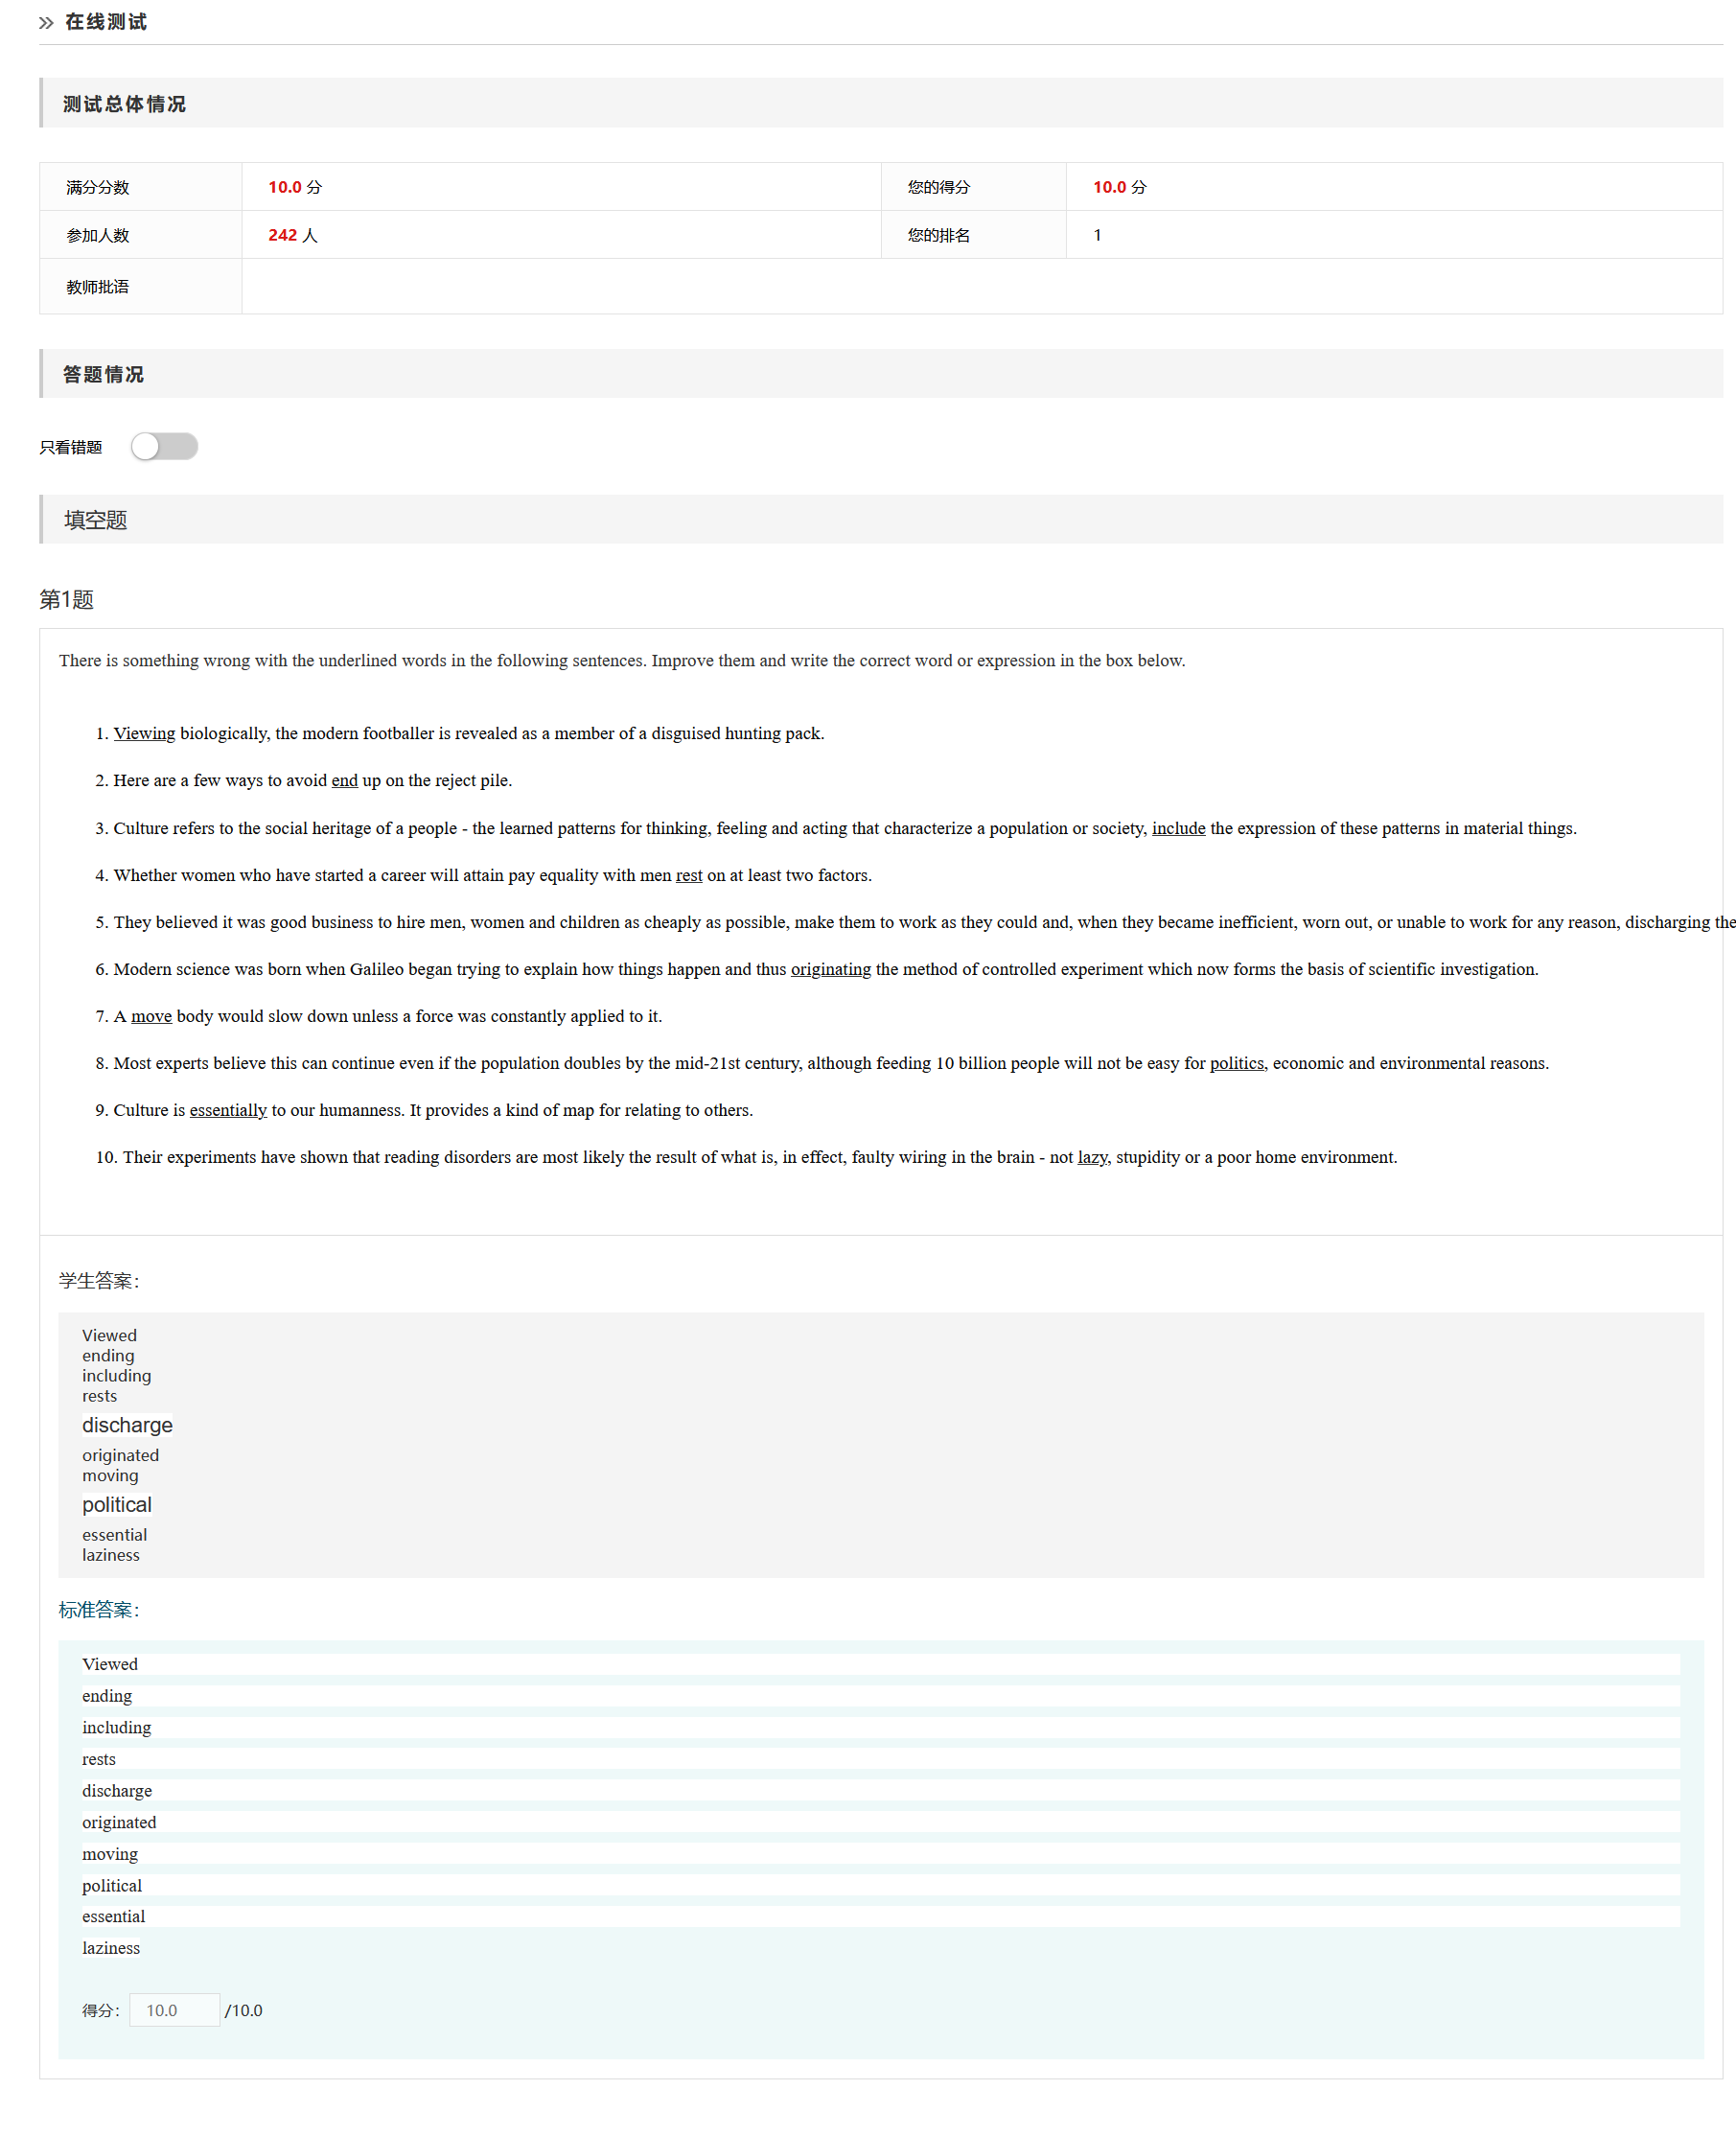 在线测试
测试总体情况
满分分数 10.0 分 您的得分 10.0 分
参加人数 242 人 您的排名 1
教师批语
答题情况
只看错题
填空题
第1题
There is something wrong with the underlined words in the following sentences. Improve them and write the correct word or expression in the box below.
1. Viewing biologically, the modern footballer is revealed as a member of a disguised hunting pack.
2. Here are a few ways to avoid end up on the reject pile.
3. Culture refers to the social heritage of a people - the learned patterns for thinking, feeling and acting that characterize a population or society, include the expression of these patterns in material things.
4. Whether women who have started a career will attain pay equality with men rest on at least two factors.
5. They believed it was good business to hire men, women and children as cheaply as possible, make them to work as they could and, when they became inefficient, worn out, or unable to work for any reason, discharging the
6. Modern science was born when Galileo began trying to explain how things happen and thus originating the method of controlled experiment which now forms the basis of scientific investigation.
7. A move body would slow down unless a force was constantly applied to it.
8. Most experts believe this can continue even if the population doubles by the mid-21st century, although feeding 10 billion people will not be easy for politics, economic and environmental reasons.
9. Culture is essentially to our humanness. It provides a kind of map for relating to others.
10. Their experiments have shown that reading disorders are most likely the result of what is, in effect, faulty wiring in the brain - not lazy, stupidity or a poor home environment.
学生答案：
Viewed
ending
including
rests
discharge
originated
moving
political
essential
laziness
标准答案：
Viewed
ending
including
rests
discharge
originated
moving
political
essential
laziness
得分： 10.0 /10.0